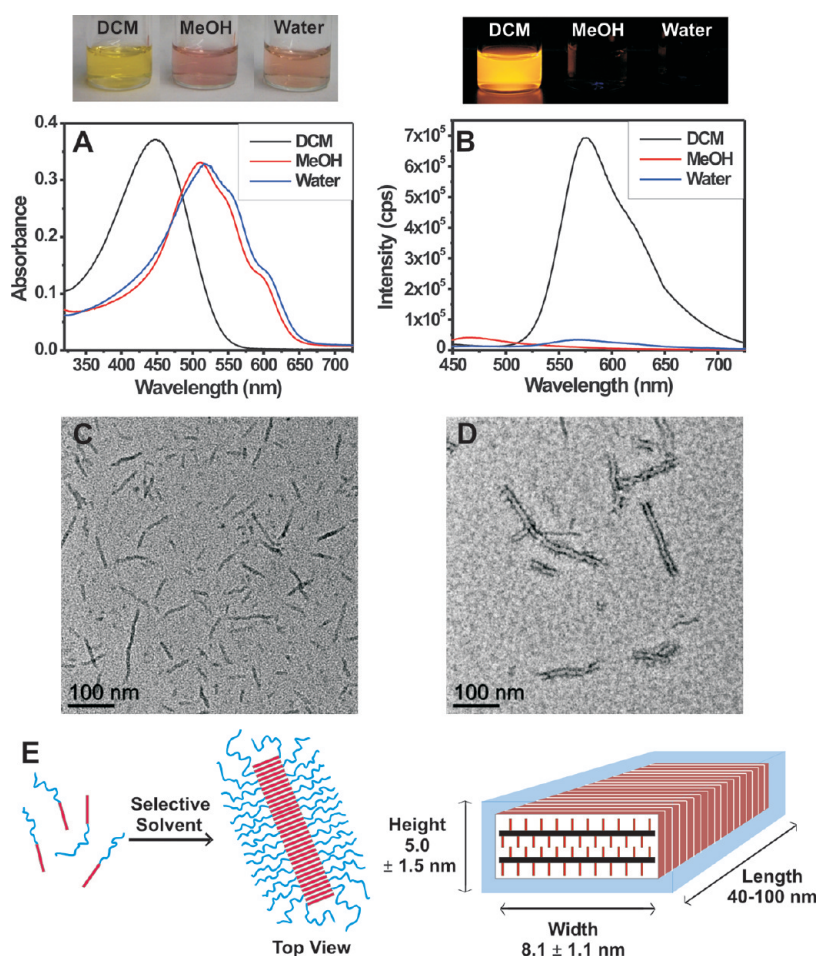 DCM MeOH Water
DCM MeOH Water
A
DCM
MeOH
Water
0.4
0.3
0.2
0.1
0.0
Absorbance
350 400 450 500 550 600 650 700
Wavelength (nm)
B
DCM
MeOH
Water
7x10⁵
6x10⁵
5x10⁵
4x10⁵
3x10⁵
2x10⁵
1x10⁵
0
Intensity (cps)
450 500 550 600 650 700
Wavelength (nm)
C
100 nm
D
100 nm
E
Selective
Solvent
Top View
Height
5.0
± 1.5 nm
Width
8.1 ± 1.1 nm
Length
40-100 nm